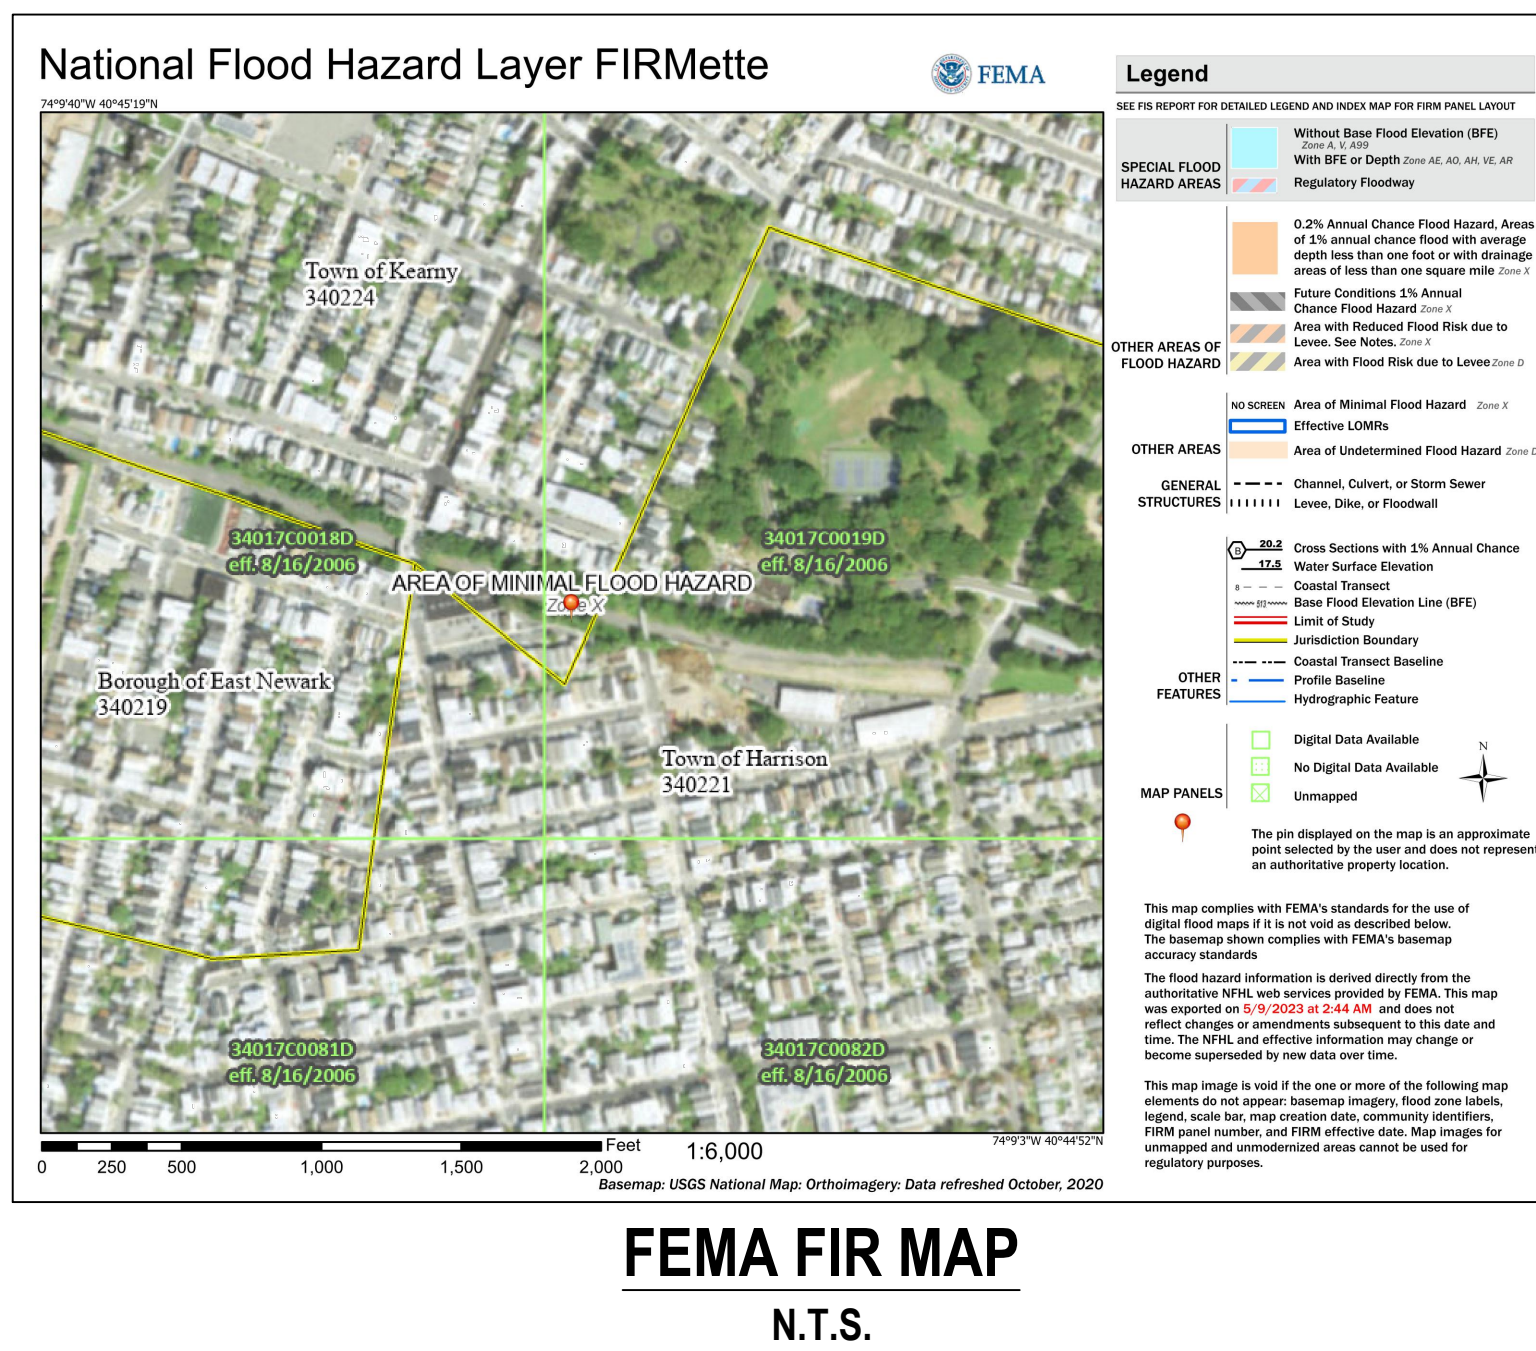 National Flood Hazard Layer FIRMette
FEMA
74°9'40"W 40°45'19"N
Town of Kearny
340224
34017C0018D
eff. 8/16/2006
34017C0019D
eff. 8/16/2006
AREA OF MINIMAL FLOOD HAZARD
Zone X
Borough of East Newark
340219
Town of Harrison
340221
34017C0081D
eff. 8/16/2006
34017C0082D
eff. 8/16/2006
74°9'3"W 40°44'52"N
Feet
0 250 500 1,000 1,500 2,000
1:6,000
Basemap: USGS National Map: Orthoimagery: Data refreshed October, 2020
Legend
SEE FIS REPORT FOR DETAILED LEGEND AND INDEX MAP FOR FIRM PANEL LAYOUT
SPECIAL FLOOD
HAZARD AREAS
Without Base Flood Elevation (BFE)
Zone A, V, A99
With BFE or Depth Zone AE, AO, AH, VE, AR
Regulatory Floodway
OTHER AREAS OF
FLOOD HAZARD
0.2% Annual Chance Flood Hazard, Areas
of 1% annual chance flood with average
depth less than one foot or with drainage
areas of less than one square mile Zone X
Future Conditions 1% Annual
Chance Flood Hazard Zone X
Area with Reduced Flood Risk due to
Levee. See Notes. Zone X
Area with Flood Risk due to Levee Zone D
OTHER AREAS
NO SCREEN Area of Minimal Flood Hazard Zone X
Effective LOMRs
Area of Undetermined Flood Hazard Zone D
GENERAL
STRUCTURES
Channel, Culvert, or Storm Sewer
Levee, Dike, or Floodwall
OTHER
FEATURES
B 20.2 Cross Sections with 1% Annual Chance
17.5 Water Surface Elevation
8 Coastal Transect
513 Base Flood Elevation Line (BFE)
Limit of Study
Jurisdiction Boundary
Coastal Transect Baseline
Profile Baseline
Hydrographic Feature
MAP PANELS
Digital Data Available
No Digital Data Available
Unmapped
N
The pin displayed on the map is an approximate
point selected by the user and does not represent
an authoritative property location.
This map complies with FEMA's standards for the use of
digital flood maps if it is not void as described below.
The basemap shown complies with FEMA's basemap
accuracy standards
The flood hazard information is derived directly from the
authoritative NFHL web services provided by FEMA. This map
was exported on 5/9/2023 at 2:44 AM and does not
reflect changes or amendments subsequent to this date and
time. The NFHL and effective information may change or
become superseded by new data over time.
This map image is void if the one or more of the following map
elements do not appear: basemap imagery, flood zone labels,
legend, scale bar, map creation date, community identifiers,
FIRM panel number, and FIRM effective date. Map images for
unmapped and unmodernized areas cannot be used for
regulatory purposes.
FEMA FIR MAP
N.T.S.